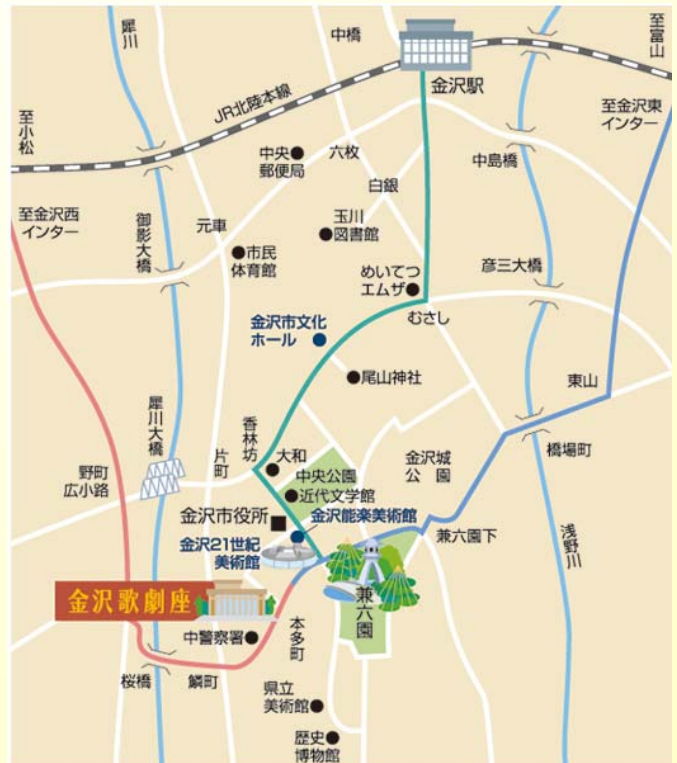 犀川
中橋
至富山
金沢駅
JR北陸本線
至小松
至金沢東
インター
中央
郵便局
六枚
中島橋
白銀
至金沢西
インター
御影大橋
元車
玉川
図書館
市民
体育館
めいてつ
エムザ
彦三大橋
むさし
金沢市文化
ホール
尾山神社
東山
犀川大橋
香林坊
片町
大和
中央公園
金沢城
公園
橋場町
野町
広小路
近代文学館
金沢市役所
金沢能楽美術館
兼六園下
浅野川
金沢21世紀
美術館
金沢歌劇座
兼六園
中警察署
本多町
桜橋
鱗町
県立
美術館
歴史
博物館